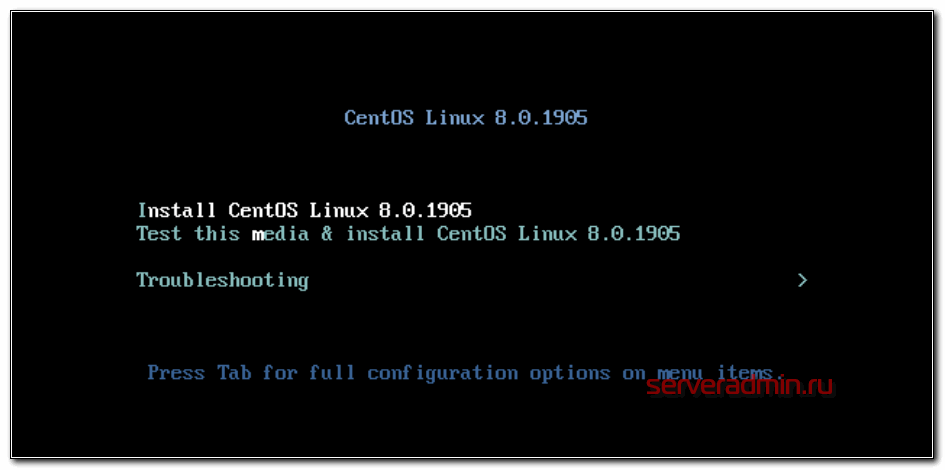 CentOS Linux 8.0.1905
Install CentOS Linux 8.0.1905
Test this media & install CentOS Linux 8.0.1905
Troubleshooting >
Press Tab for full configuration options on menu items.
serveradmin.ru